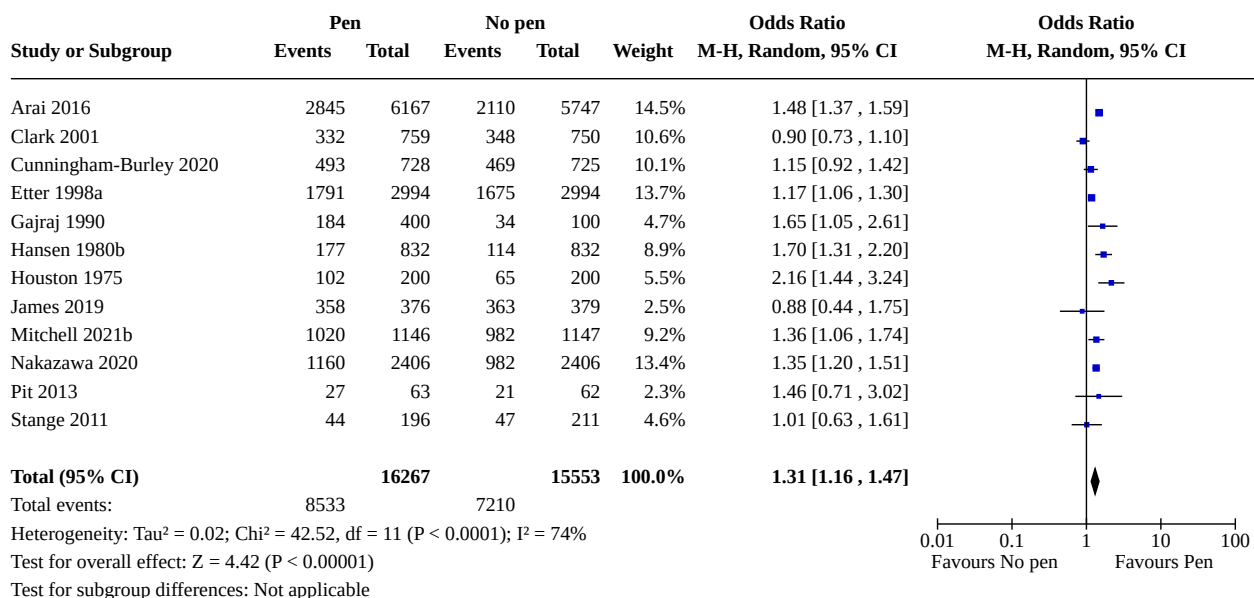 Pen No pen Odds Ratio Odds Ratio
Study or Subgroup Events Total Events Total Weight M-H, Random, 95% CI M-H, Random, 95% CI
Arai 2016 2845 6167 2110 5747 14.5% 1.48 [1.37 , 1.59]
Clark 2001 332 759 348 750 10.6% 0.90 [0.73 , 1.10]
Cunningham-Burley 2020 493 728 469 725 10.1% 1.15 [0.92 , 1.42]
Etter 1998a 1791 2994 1675 2994 13.7% 1.17 [1.06 , 1.30]
Gajraj 1990 184 400 34 100 4.7% 1.65 [1.05 , 2.61]
Hansen 1980b 177 832 114 832 8.9% 1.70 [1.31 , 2.20]
Houston 1975 102 200 65 200 5.5% 2.16 [1.44 , 3.24]
James 2019 358 376 363 379 2.5% 0.88 [0.44 , 1.75]
Mitchell 2021b 1020 1146 982 1147 9.2% 1.36 [1.06 , 1.74]
Nakazawa 2020 1160 2406 982 2406 13.4% 1.35 [1.20 , 1.51]
Pit 2013 27 63 21 62 2.3% 1.46 [0.71 , 3.02]
Stange 2011 44 196 47 211 4.6% 1.01 [0.63 , 1.61]
Total (95% CI) 16267 15553 100.0% 1.31 [1.16 , 1.47]
Total events: 8533 7210
Heterogeneity: Tau² = 0.02; Chi² = 42.52, df = 11 (P < 0.0001); I² = 74%
0.01 0.1 1 10 100
Test for overall effect: Z = 4.42 (P < 0.00001)
Favours No pen Favours Pen
Test for subgroup differences: Not applicable